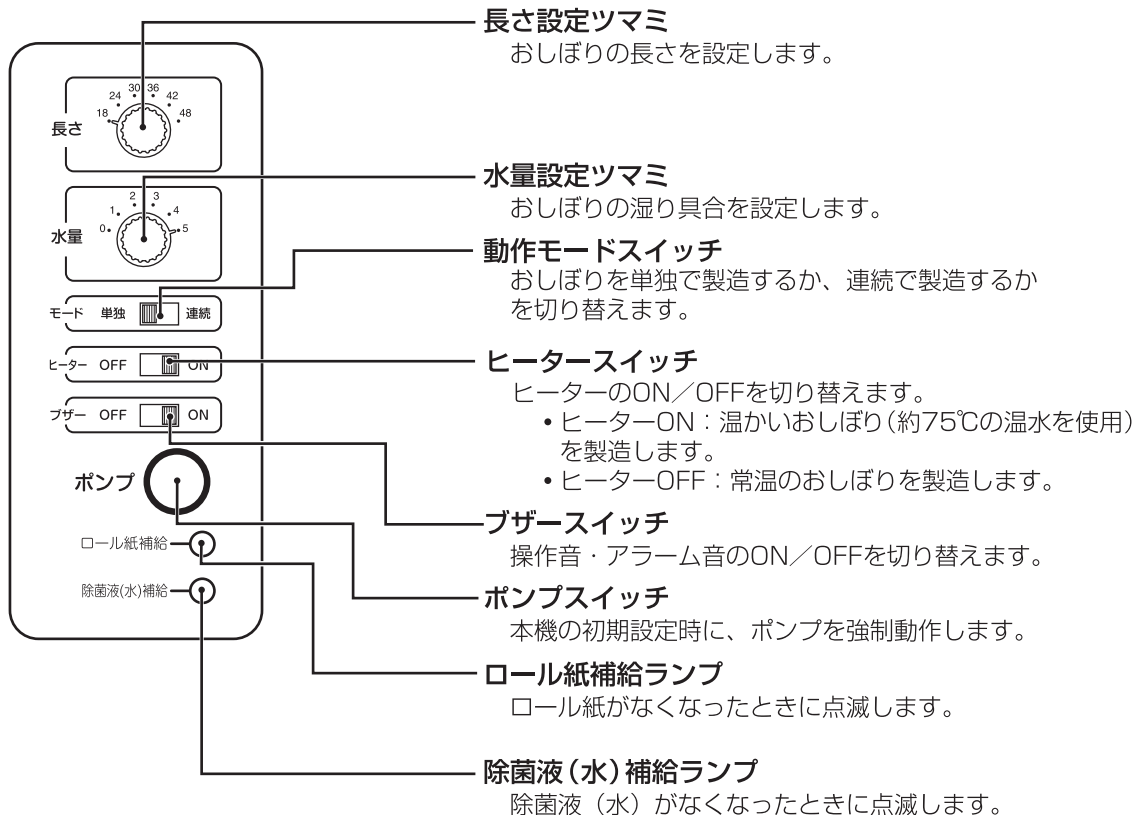 長さ設定ツマミ
おしぼりの長さを設定します。
18 24 30 36 42 48
長さ
水量設定ツマミ
おしぼりの湿り具合を設定します。
0 1 2 3 4 5
水量
動作モードスイッチ
おしぼりを単独で製造するか、連続で製造するか
を切り替えます。
モード 単独 連続
ヒータースイッチ
ヒーターのON／OFFを切り替えます。
•ヒーターON：温かいおしぼり（約75℃の温水を使用）
を製造します。
•ヒーターOFF：常温のおしぼりを製造します。
ヒーター OFF ON
ブザー OFF ON
ブザースイッチ
操作音・アラーム音のON／OFFを切り替えます。
ポンプ
ポンプスイッチ
本機の初期設定時に、ポンプを強制動作します。
ロール紙補給
ロール紙補給ランプ
ロール紙がなくなったときに点滅します。
除菌液(水)補給
除菌液（水）補給ランプ
除菌液（水）がなくなったときに点滅します。